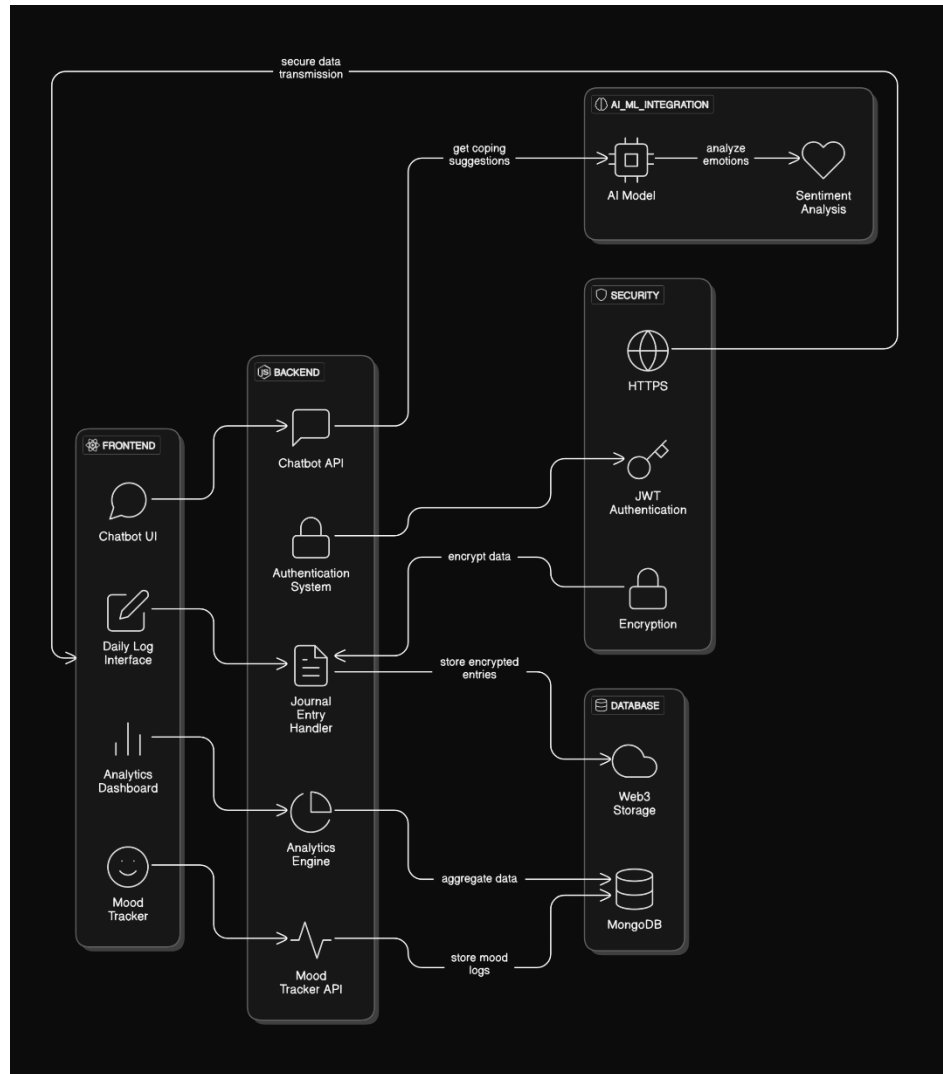 secure data
transmission
AI_ML_INTEGRATION
get coping
suggestions
analyze
emotions
AI Model
Sentiment
Analysis
SECURITY
HTTPS
JS
BACKEND
Chatbot API
FRONTEND
Chatbot UI
JWT
Authentication
Authentication
System
encrypt data
Encryption
Daily Log
Interface
store encrypted
entries
Journal
Entry
Handler
DATABASE
Web3
Storage
Analytics
Dashboard
Analytics
Engine
aggregate data
MongoDB
Mood
Tracker
store mood
logs
Mood
Tracker API